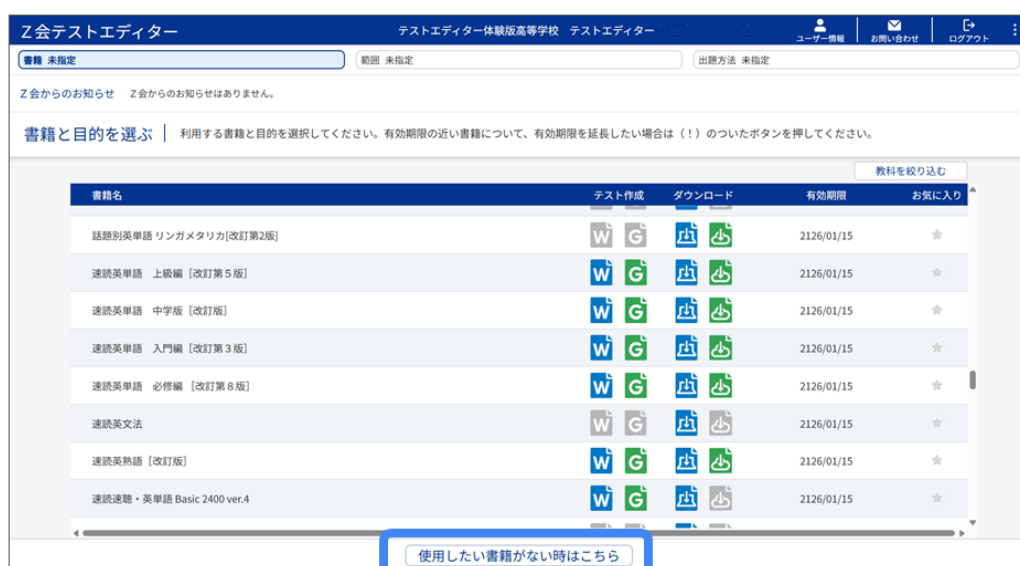 Z会テストエディター
テストエディター体験版高等学校 テストエディター
ユーザー情報
お問い合わせ
ログアウト
書籍 未指定
範囲 未指定
出題方法 未指定
Z会からのお知らせ Z会からのお知らせはありません。
書籍と目的を選ぶ 利用する書籍と目的を選択してください。有効期限の近い書籍について、有効期限を延長したい場合は(!)のついたボタンを押してください。
教科を絞り込む
書籍名 テスト作成 ダウンロード 有効期限 お気に入り
話題別英単語 リンガメタリカ[改訂第2版] W G 2126/01/15
速読英単語 上級編［改訂第5版］ W G 2126/01/15
速読英単語 中学版［改訂版］ W G 2126/01/15
速読英単語 入門編［改訂第3版］ W G 2126/01/15
速読英単語 必修編 ［改訂第8版］ W G 2126/01/15
速読英文法 W G 2126/01/15
速読英熟語［改訂版］ W G 2126/01/15
速読速聴・英単語 Basic 2400 ver.4 W G 2126/01/15
使用したい書籍がない時はこちら